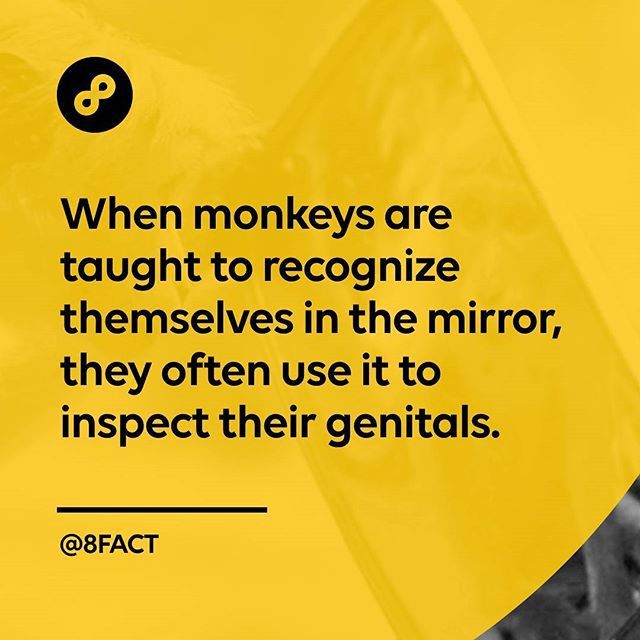 When monkeys are
taught to recognize
themselves in the mirror,
they often use it to
inspect their genitals.
@8FACT